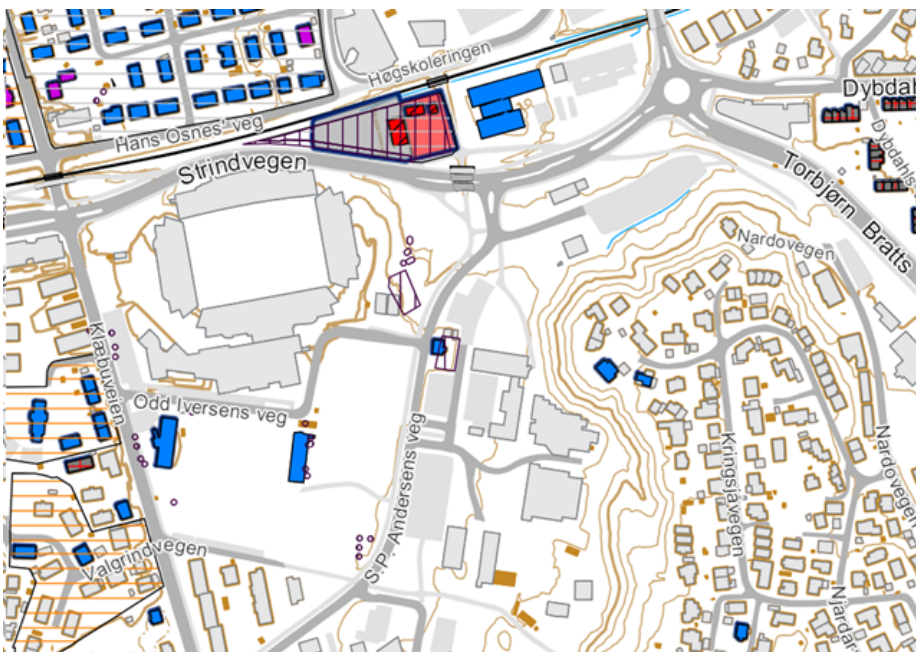 Høgskoleringen
Hans Osnes' veg
Strindvegen
Dybdahl
Dybdahls
Torbjørn Bratts
Nardovegen
Klæbuveien
Odd Iversens veg
S.P. Andersens veg
Kringsjåvegen
Nardovegen
Valgrindvegen
Njardar